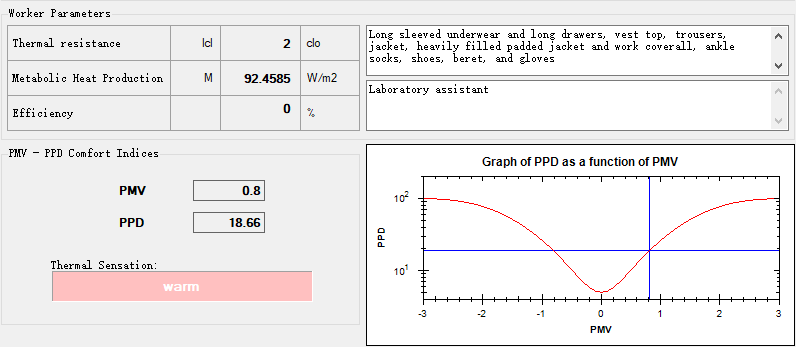 Worker Parameters
Thermal resistance Icl 2 clo
Metabolic Heat Production M 92.4585 W/m2
Efficiency 0 %
Long sleeved underwear and long drawers, vest top, trousers,
jacket, heavily filled padded jacket and work coverall, ankle
socks, shoes, beret, and gloves
Laboratory assistant
PMV - PPD Comfort Indices
PMV 0.8
PPD 18.66
Thermal Sensation:
warm
Graph of PPD as a function of PMV
PPD
10²
10¹
-3 -2 -1 0 1 2 3
PMV